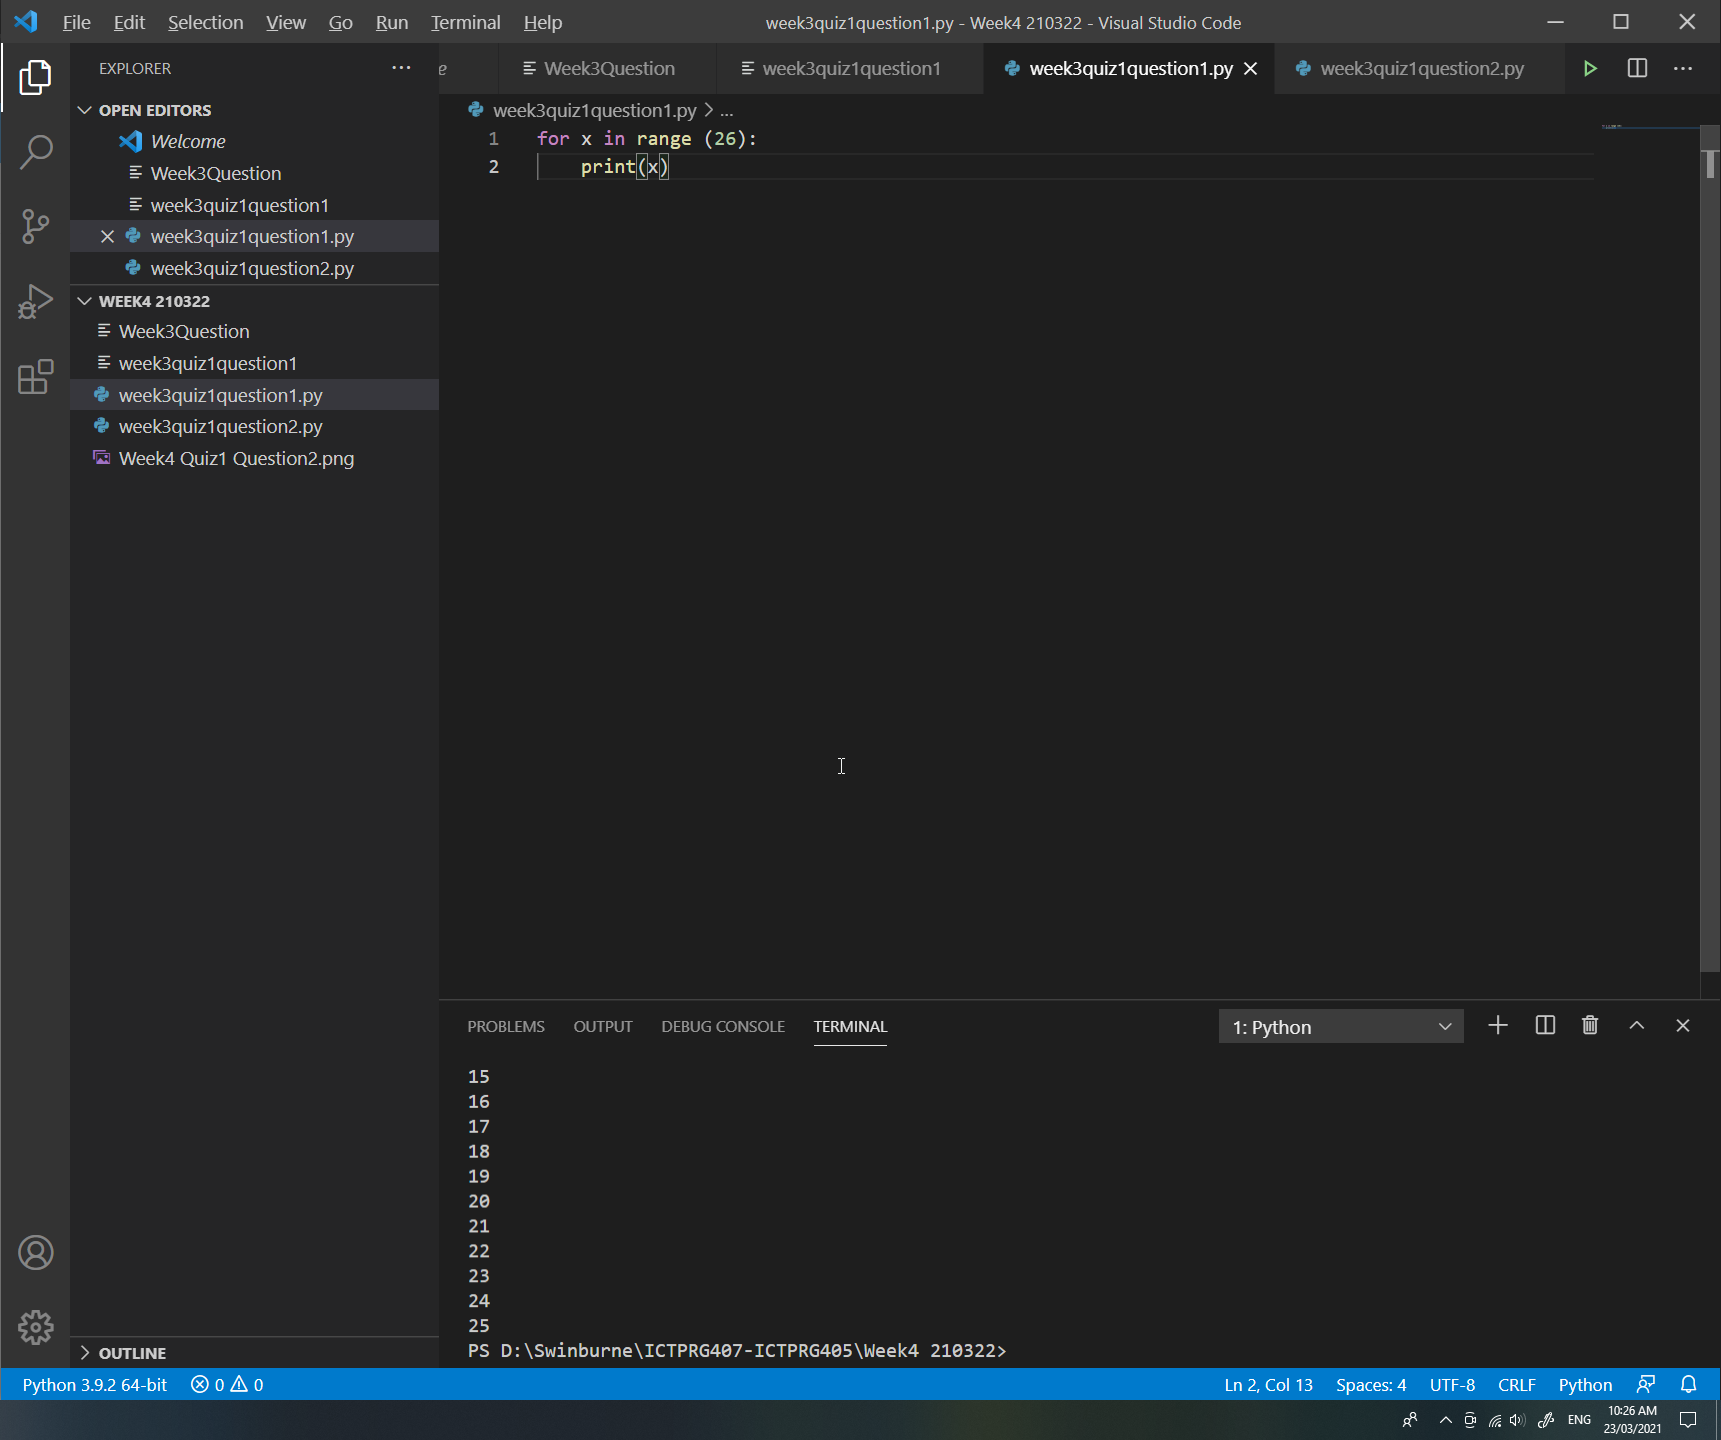 File Edit Selection View Go Run Terminal Help week3quiz1question1.py - Week4 210322 - Visual Studio Code
EXPLORER
e Week3Question week3quiz1question1 week3quiz1question1.py week3quiz1question2.py
OPEN EDITORS
Welcome
Week3Question
week3quiz1question1
week3quiz1question1.py
week3quiz1question2.py
WEEK4 210322
Week3Question
week3quiz1question1
week3quiz1question1.py
week3quiz1question2.py
Week4 Quiz1 Question2.png
OUTLINE
week3quiz1question1.py > ...
1 for x in range (26):
2 print(x)
PROBLEMS OUTPUT DEBUG CONSOLE TERMINAL 1: Python
15
16
17
18
19
20
21
22
23
24
25
PS D:\Swinburne\ICTPRG407-ICTPRG405\Week4 210322>
Python 3.9.2 64-bit 0 0 Ln 2, Col 13 Spaces: 4 UTF-8 CRLF Python
ENG 10:26 AM
23/03/2021